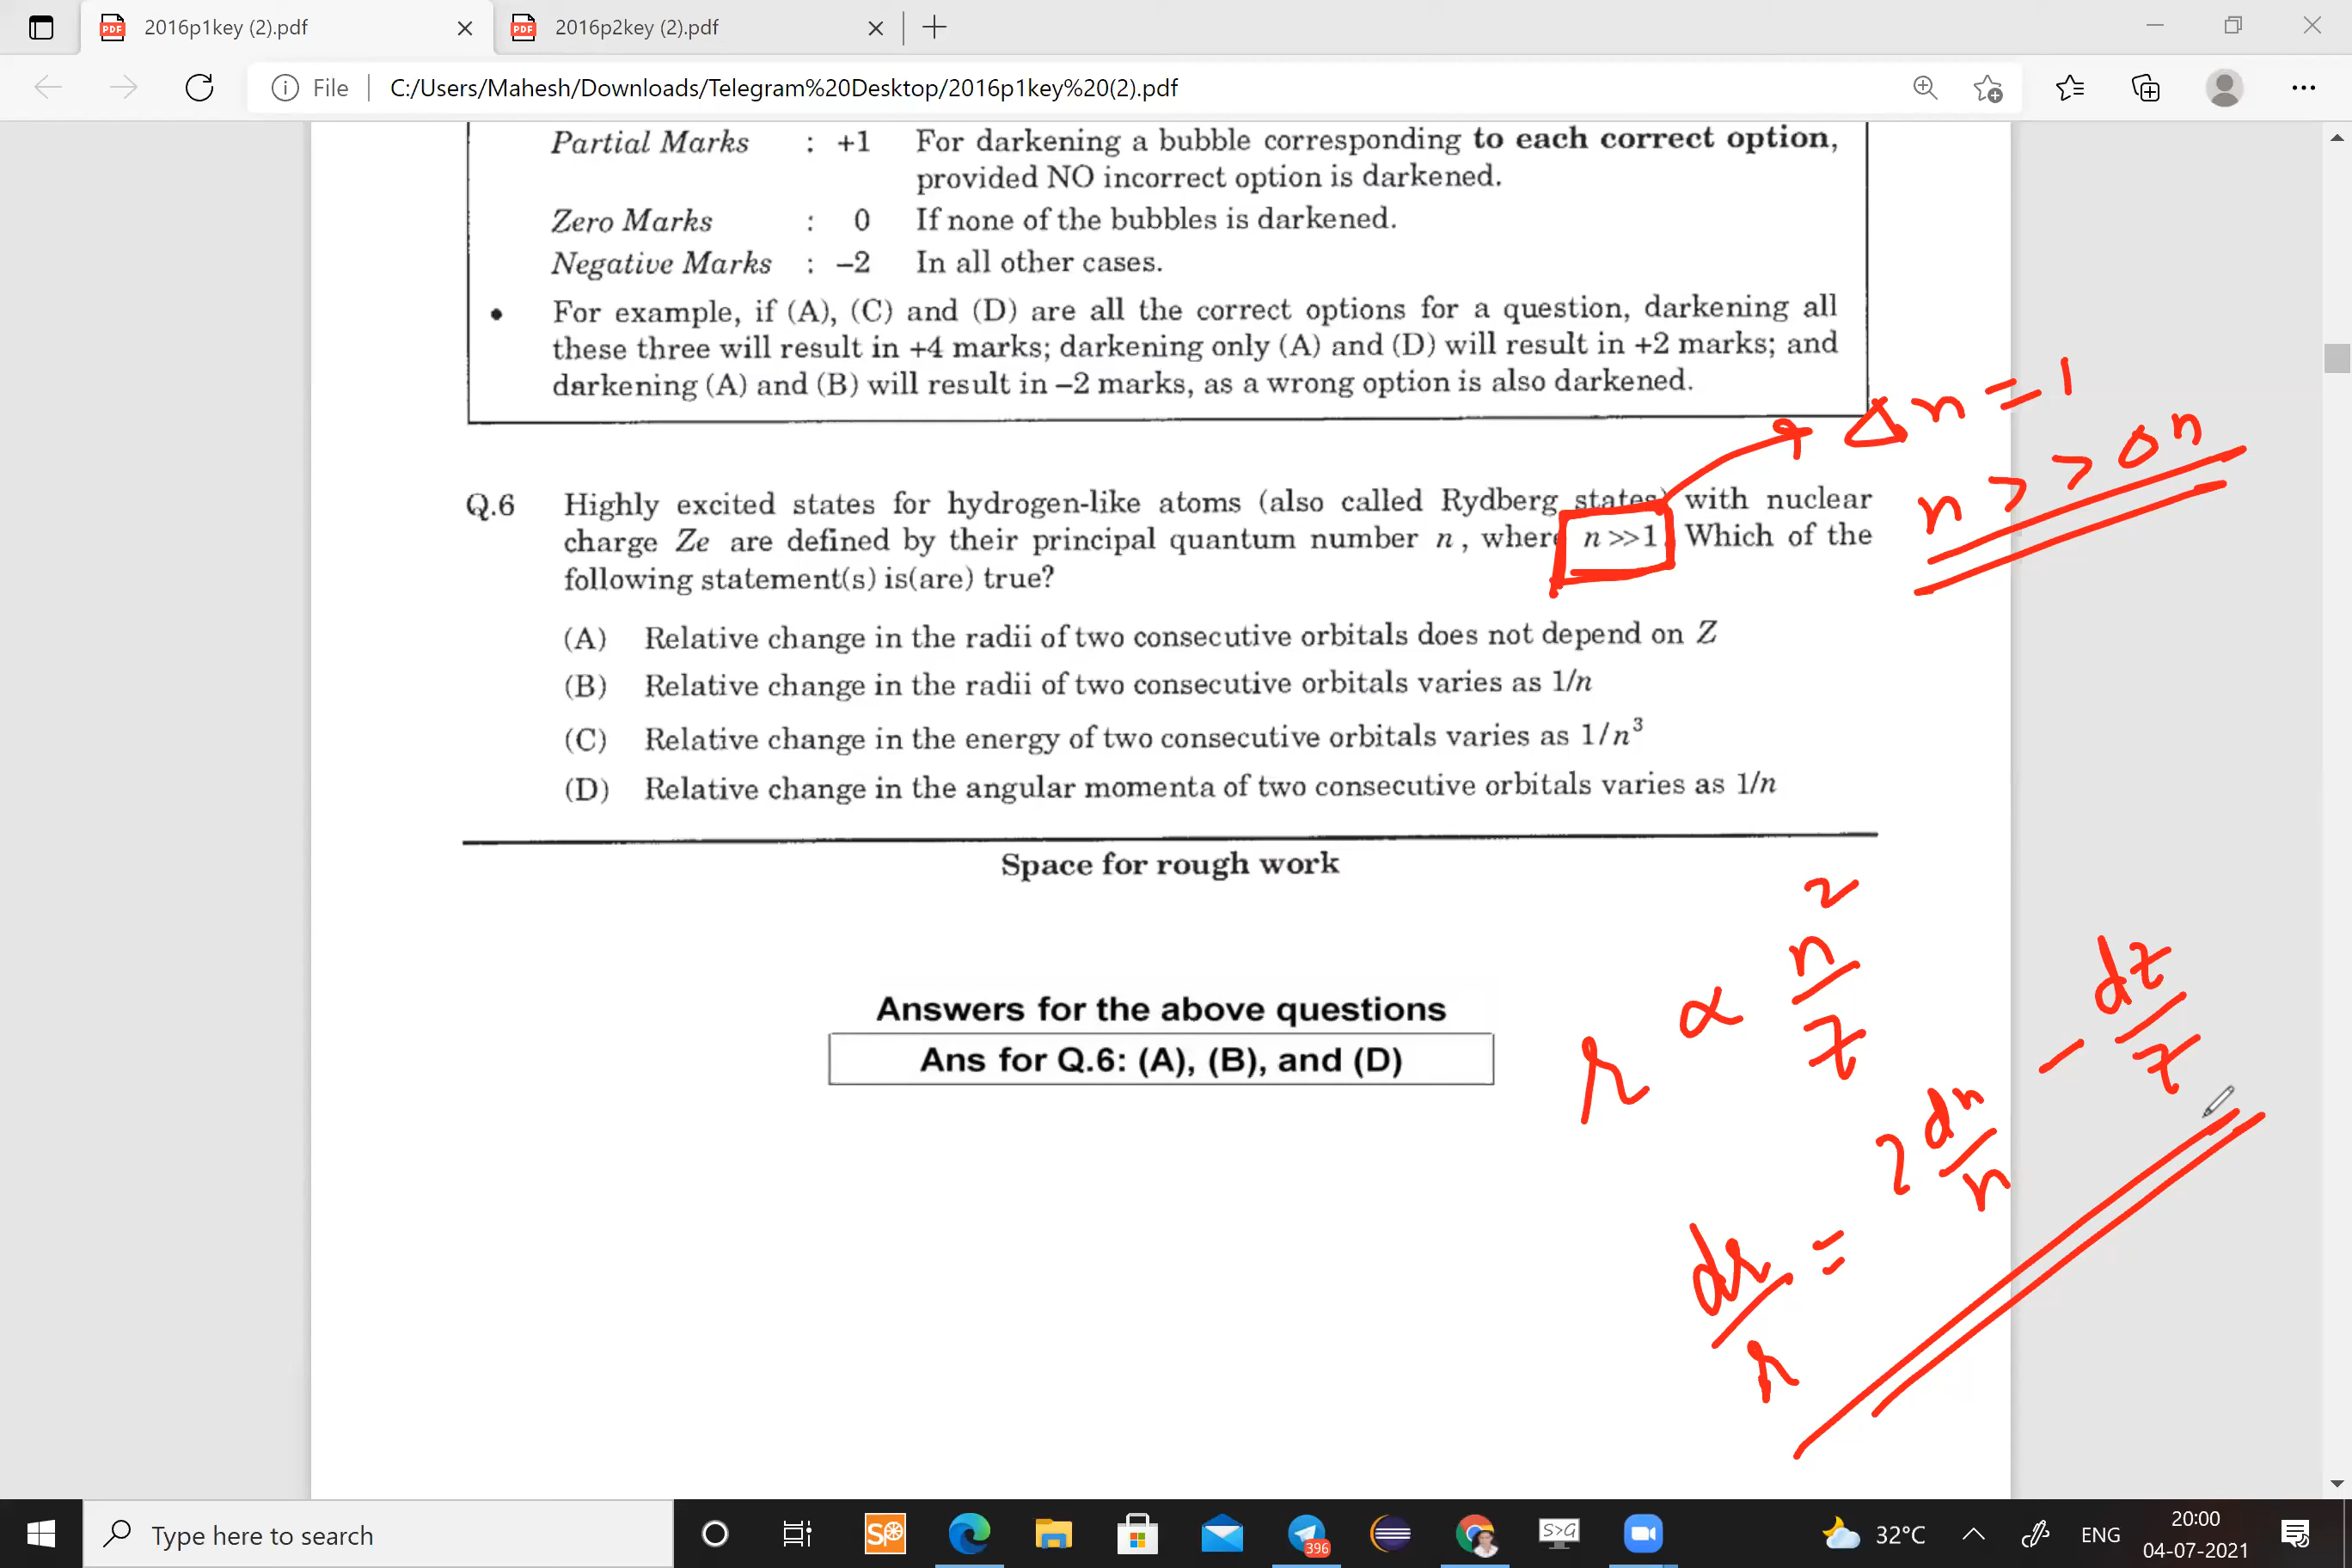 2016p1key (2).pdf
2016p2key (2).pdf
File
C:/Users/Mahesh/Downloads/Telegram%20Desktop/2016p1key%20(2).pdf
Partial Marks : +1 For darkening a bubble corresponding to each correct option,
provided NO incorrect option is darkened.
Zero Marks : 0 If none of the bubbles is darkened.
Negative Marks : –2 In all other cases.
• For example, if (A), (C) and (D) are all the correct options for a question, darkening all
these three will result in +4 marks; darkening only (A) and (D) will result in +2 marks; and
darkening (A) and (B) will result in –2 marks, as a wrong option is also darkened.
Δn = 1
n >> Δn
Q.6 Highly excited states for hydrogen-like atoms (also called Rydberg states) with nuclear
charge Ze are defined by their principal quantum number n, where n >> 1. Which of the
following statement(s) is(are) true?
(A) Relative change in the radii of two consecutive orbitals does not depend on Z
(B) Relative change in the radii of two consecutive orbitals varies as 1/n
(C) Relative change in the energy of two consecutive orbitals varies as 1/n³
(D) Relative change in the angular momenta of two consecutive orbitals varies as 1/n
Space for rough work
Answers for the above questions
Ans for Q.6: (A), (B), and (D)
r ∝ n²/z
dr/r = 2 dn/n - dz/z
Type here to search
SP
396
S>G
32°C
ENG
20:00
04-07-2021